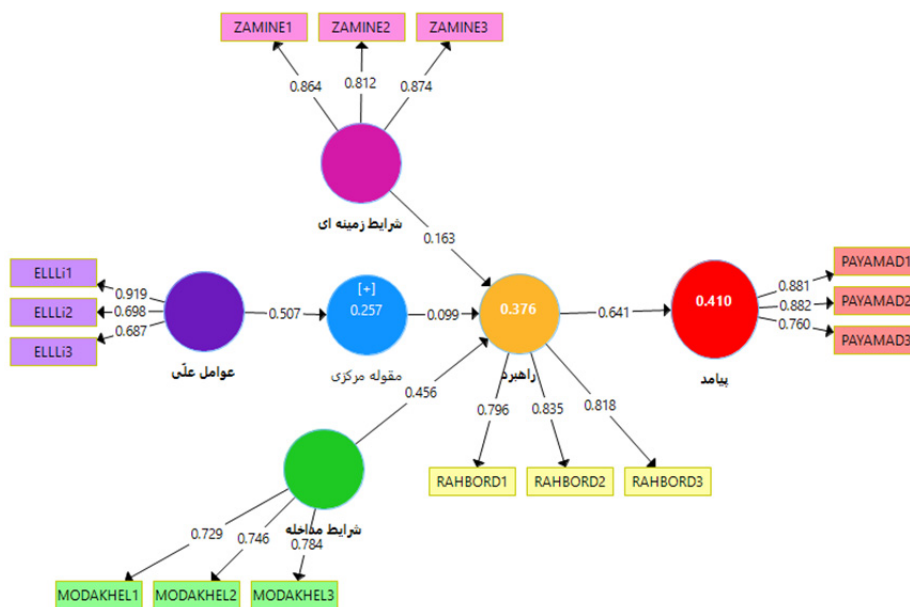 ZAMINE1 ZAMINE2 ZAMINE3
0.864 0.812 0.874
شرایط زمینه ای
0.163
ELLLi1
ELLLi2
ELLLi3
0.919
0.698
0.687
عوامل علّی
0.507
[+]
0.257
مقوله مرکزی
0.099
0.376
راهبرد
0.641
0.410
پیامد
0.881
0.882
0.760
PAYAMAD1
PAYAMAD2
PAYAMAD3
0.456
0.796 0.835 0.818
RAHBORD1 RAHBORD2 RAHBORD3
شرایط مداخله
0.729 0.746 0.784
MODAKHEL1 MODAKHEL2 MODAKHEL3